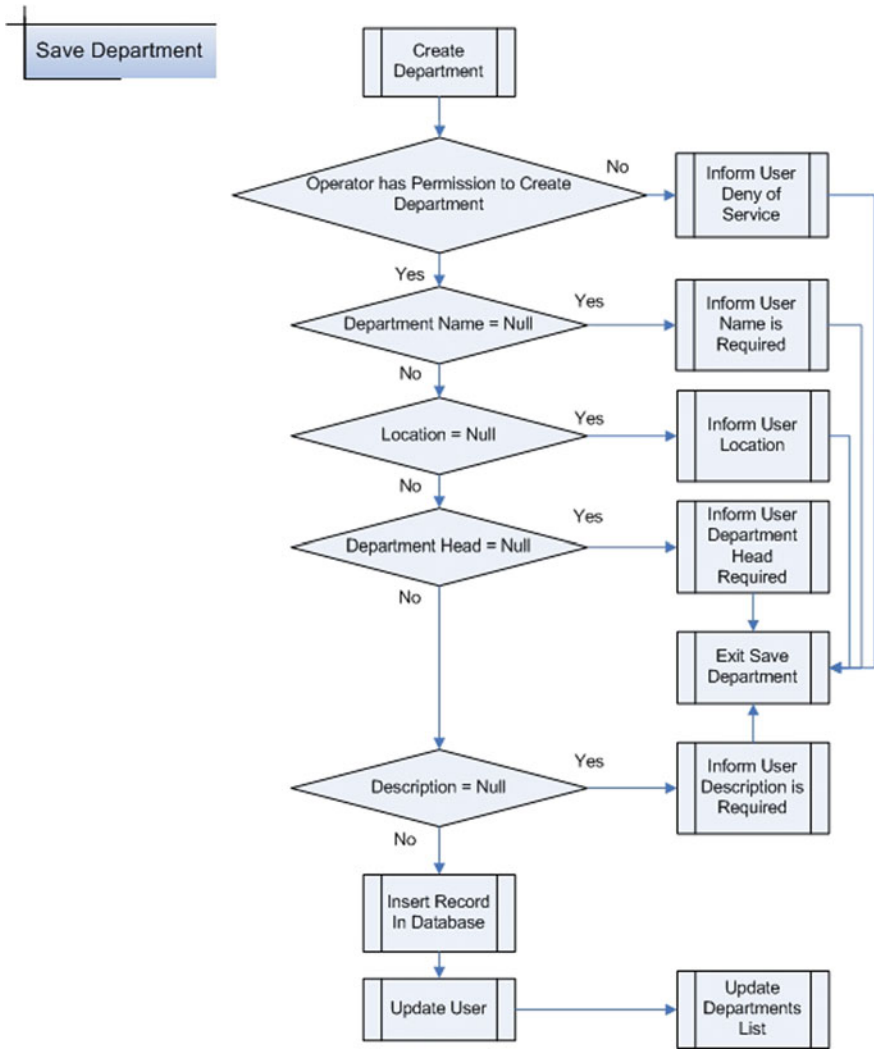 Save Department
Create
Department
Operator has Permission to Create
Department
No
Inform User
Deny of
Service
Yes
Department Name = Null
Yes
Inform User
Name is
Required
No
Location = Null
Yes
Inform User
Location
No
Department Head = Null
Yes
Inform User
Department
Head
Required
No
Exit Save
Department
Description = Null
Yes
Inform User
Description is
Required
No
Insert Record
In Database
Update User
Update
Departments
List